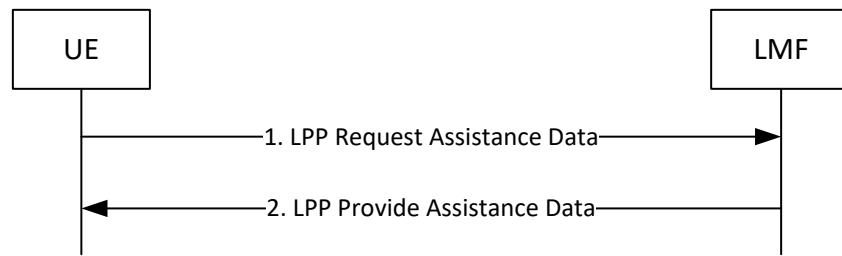 UE
LMF
1. LPP Request Assistance Data
2. LPP Provide Assistance Data